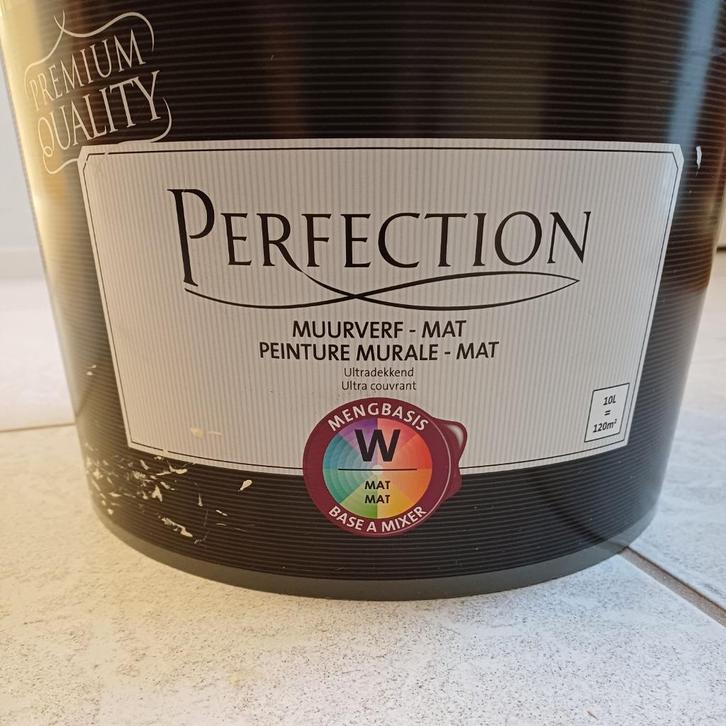 PREMIUM
QUALITY
PERFECTION
MUURVERF - MAT
PEINTURE MURALE - MAT
Ultradekkend
Ultra couvrant
10L
=
120m²
MENGBASIS
W
MAT
MAT
BASE A MIXER